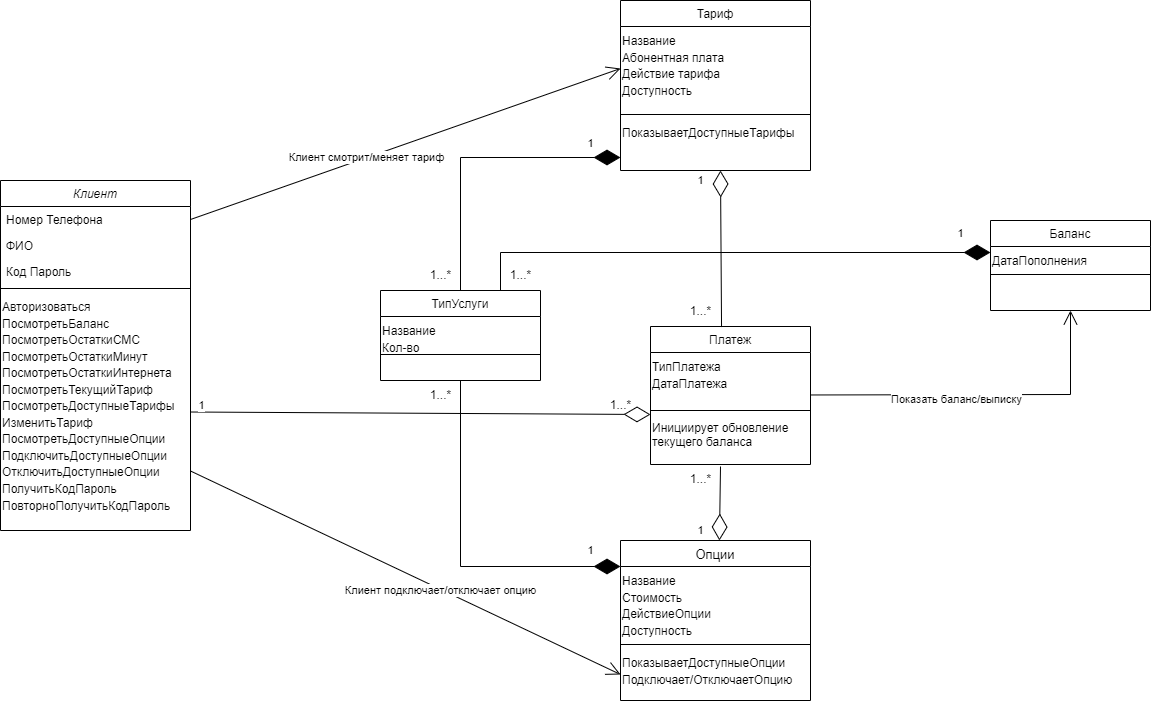 Тариф
Название
Абонентная плата
Действие тарифа
Доступность
ПоказываетДоступныеТарифы
1
1
Клиент смотрит/меняет тариф
Клиент
Номер Телефона
ФИО
Код Пароль
Авторизоваться
ПосмотретьБаланс
ПосмотретьОстаткиСМС
ПосмотретьОстаткиМинут
ПосмотретьОстаткиИнтернета
ПосмотретьТекущийТариф
ПосмотретьДоступныеТарифы
ИзменитьТариф
ПосмотретьДоступныеОпции
ПодключитьДоступныеОпции
ОтключитьДоступныеОпции
ПолучитьКодПароль
ПовторноПолучитьКодПароль
1
Баланс
ДатаПополнения
1...*
1...*
ТипУслуги
Название
Кол-во
1...*
1...*
Платеж
ТипПлатежа
ДатаПлатежа
Инициирует обновление
текущего баланса
Показать баланс/выписку
1
1...*
1...*
1
1
Опции
Название
Стоимость
ДействиеОпции
Доступность
ПоказываетДоступныеОпции
Подключает/ОтключаетОпцию
Клиент подключает/отключает опцию